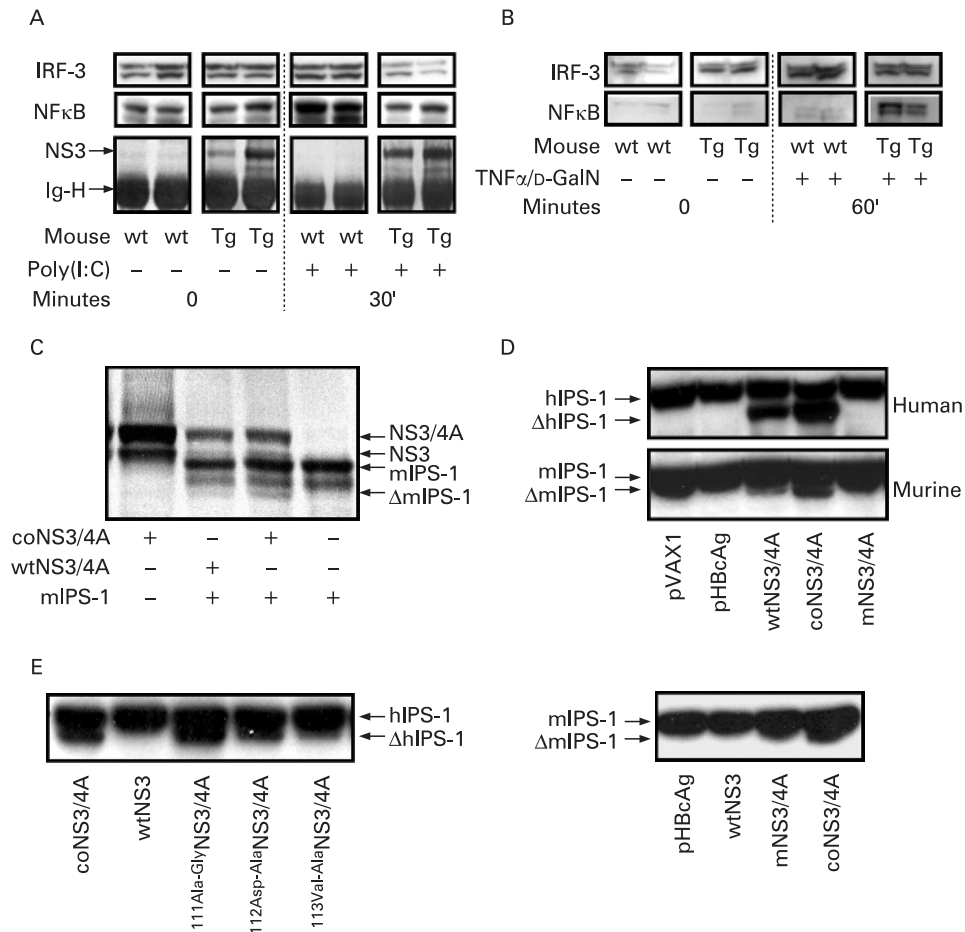 A
IRF-3
NFκB
NS3
Ig-H
Mouse wt wt Tg Tg wt wt Tg Tg
Poly(I:C) – – – – + + + +
Minutes 0 30'
B
IRF-3
NFκB
Mouse wt wt Tg Tg wt wt Tg Tg
TNFα/D-GalN – – – – + + + +
Minutes 0 60'
C
NS3/4A
NS3
mIPS-1
ΔmIPS-1
coNS3/4A + – + –
wtNS3/4A – + – –
mIPS-1 – + + +
D
hIPS-1
ΔhIPS-1
Human
mIPS-1
ΔmIPS-1
Murine
pVAX1
pHBcAg
wtNS3/4A
coNS3/4A
mNS3/4A
E
hIPS-1
ΔhIPS-1
coNS3/4A
wtNS3
111Ala-GlyNS3/4A
112Asp-AlaNS3/4A
113Val-AlaNS3/4A
mIPS-1
ΔmIPS-1
pHBcAg
wtNS3
mNS3/4A
coNS3/4A